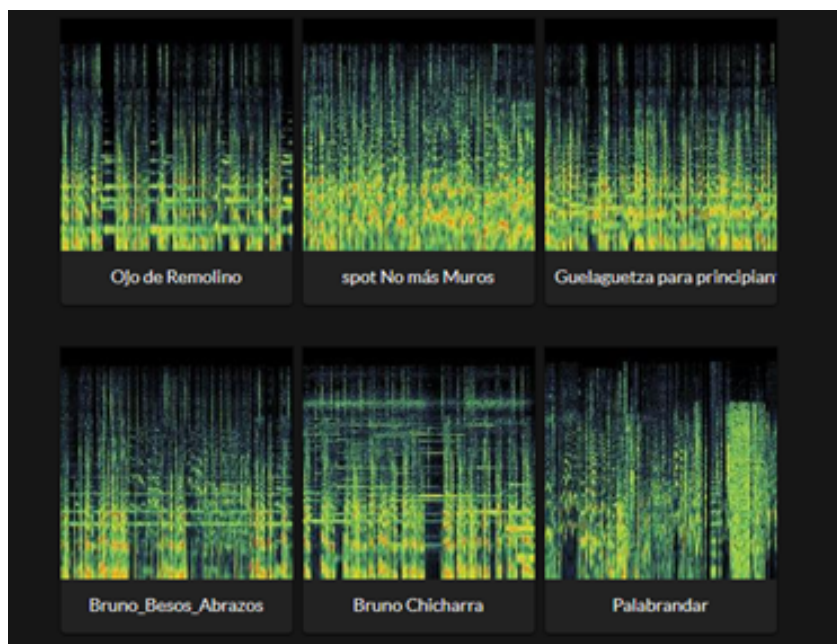 Ojo de Remolino
spot No más Muros
Guelaguetza para principian
Bruno_Besos_Abrazos
Bruno Chicharra
Palabrandar